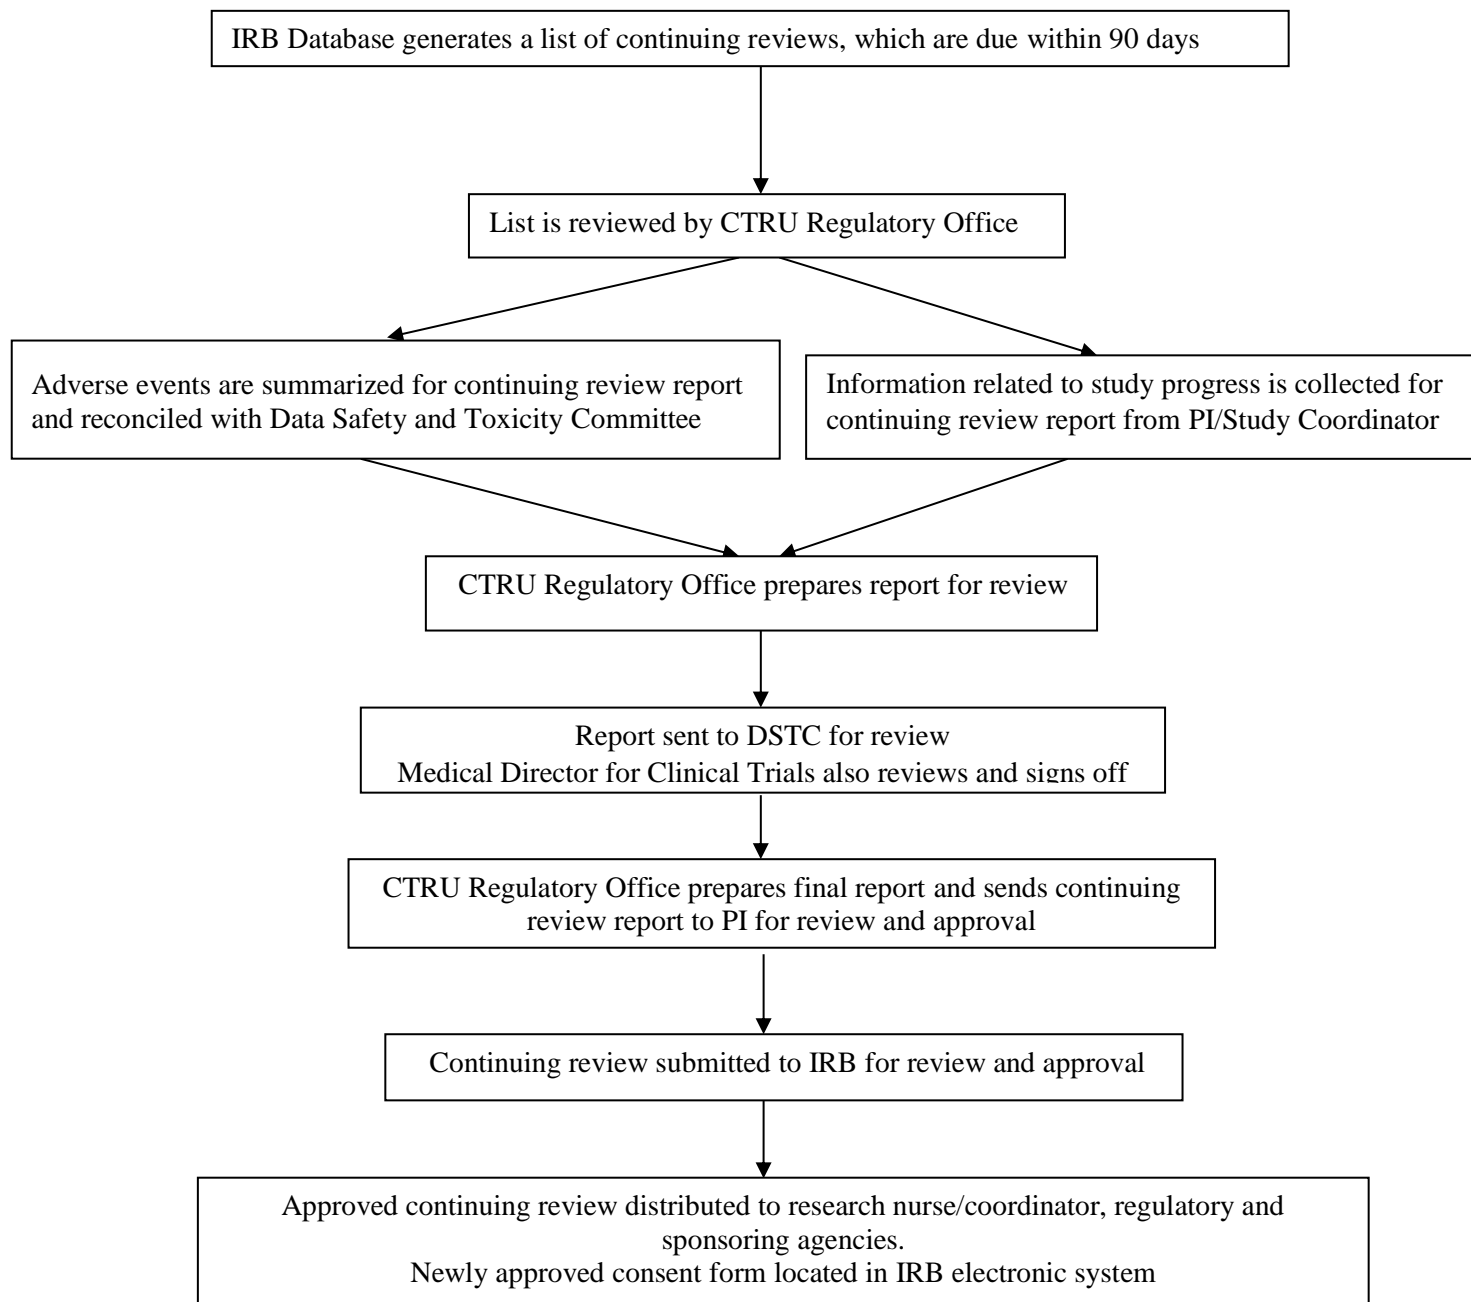 IRB Database generates a list of continuing reviews, which are due within 90 days
List is reviewed by CTRU Regulatory Office
Adverse events are summarized for continuing review report
and reconciled with Data Safety and Toxicity Committee
Information related to study progress is collected for
continuing review report from PI/Study Coordinator
CTRU Regulatory Office prepares report for review
Report sent to DSTC for review
Medical Director for Clinical Trials also reviews and signs off
CTRU Regulatory Office prepares final report and sends continuing
review report to PI for review and approval
Continuing review submitted to IRB for review and approval
Approved continuing review distributed to research nurse/coordinator, regulatory and
sponsoring agencies.
Newly approved consent form located in IRB electronic system